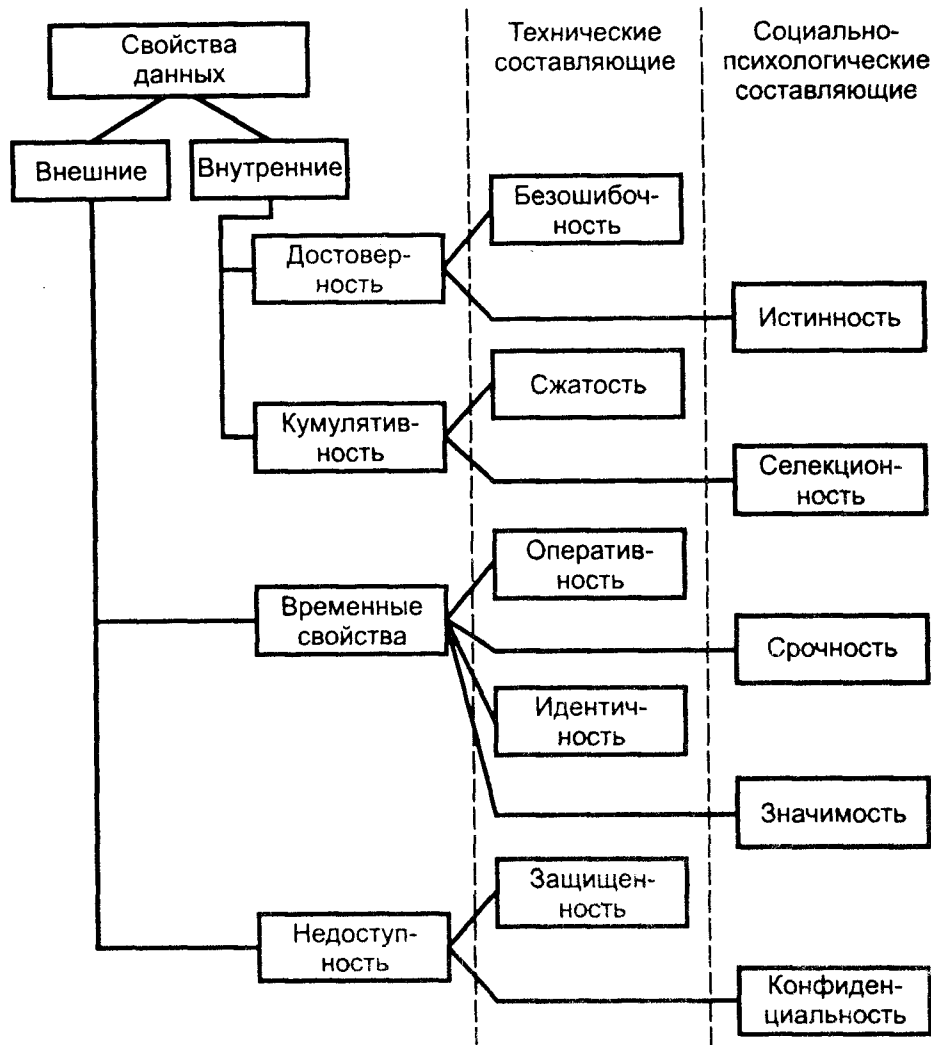 Свойства
данных
Технические
составляющие
Социально-
психологические
составляющие
Внешние
Внутренние
Безошибоч-
ность
Достовер-
ность
Истинность
Сжатость
Кумулятив-
ность
Селекцион-
ность
Оператив-
ность
Временные
свойства
Срочность
Идентич-
ность
Значимость
Защищен-
ность
Недоступ-
ность
Конфиден-
циальность